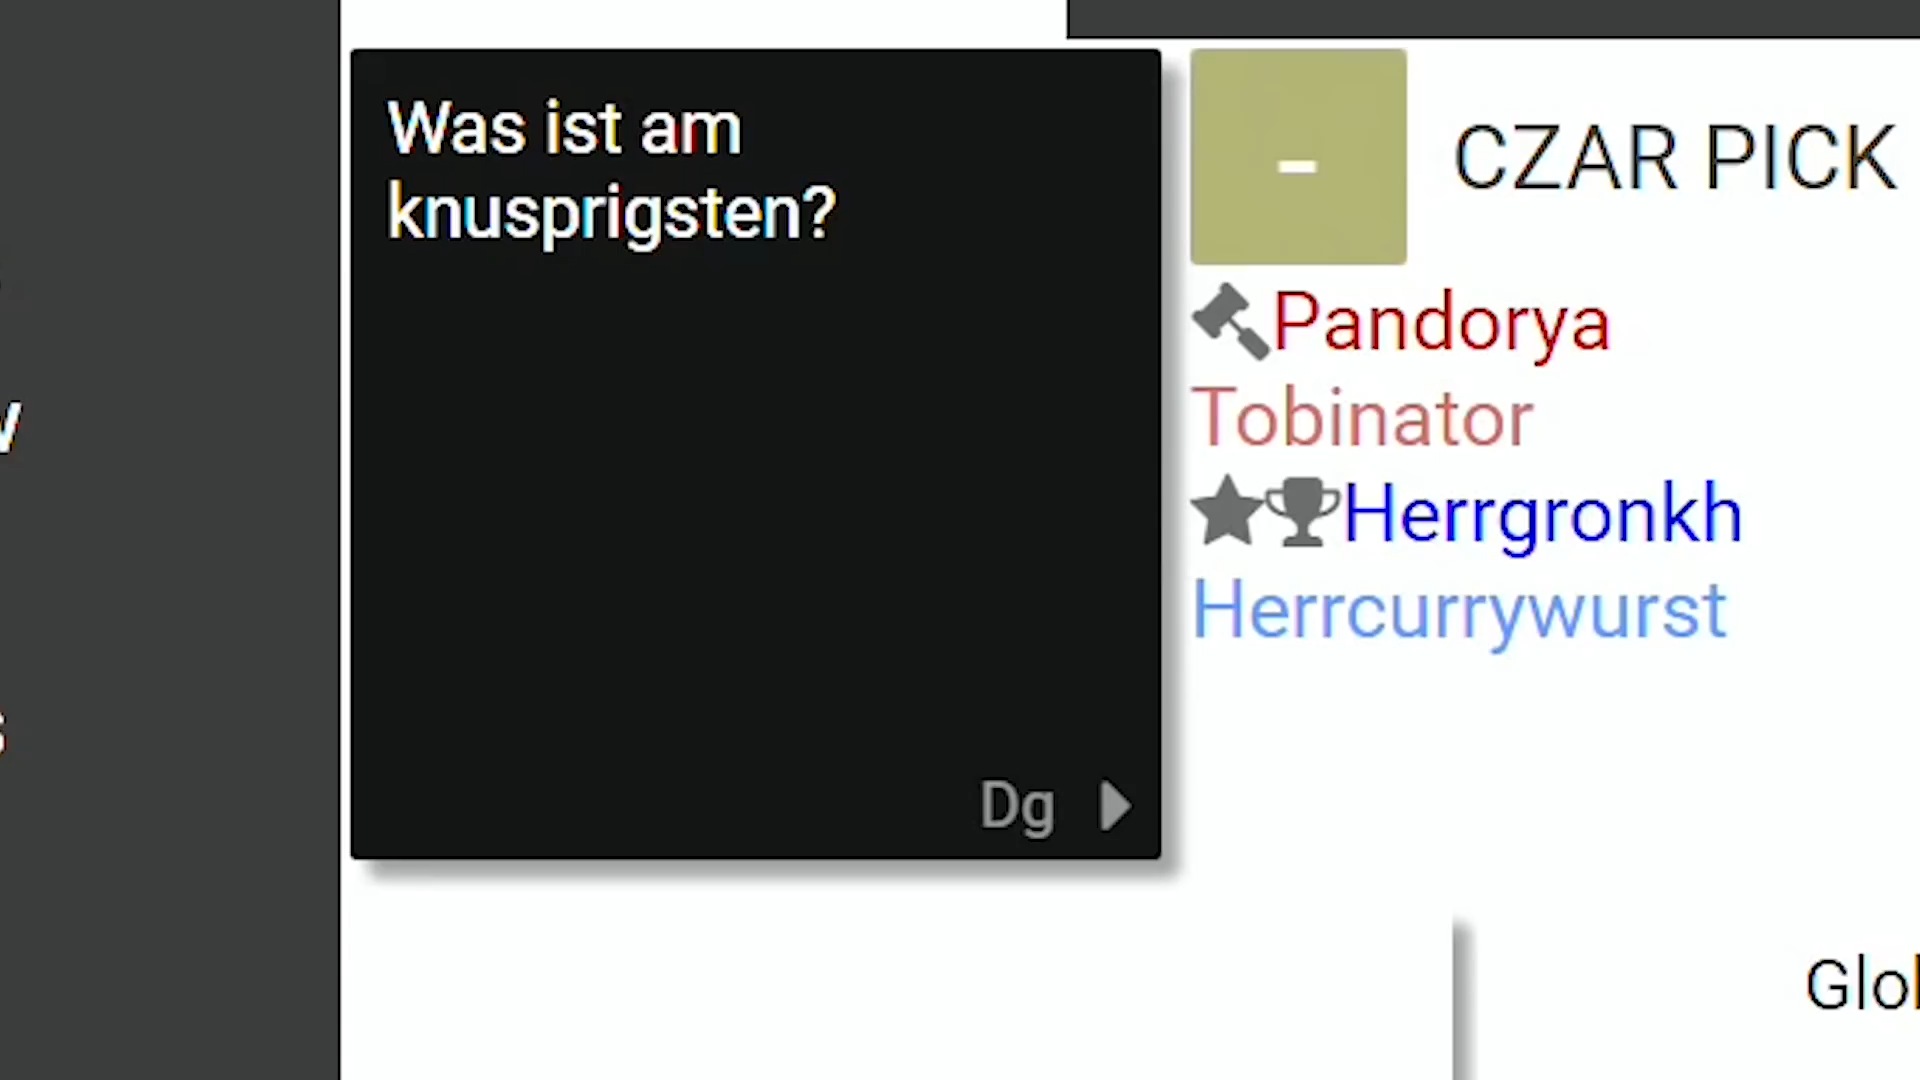 Was ist am
knusprigsten?
Dg
-
CZAR PICK
Pandorya
Tobinator
Herrgronkh
Herrcurrywurst